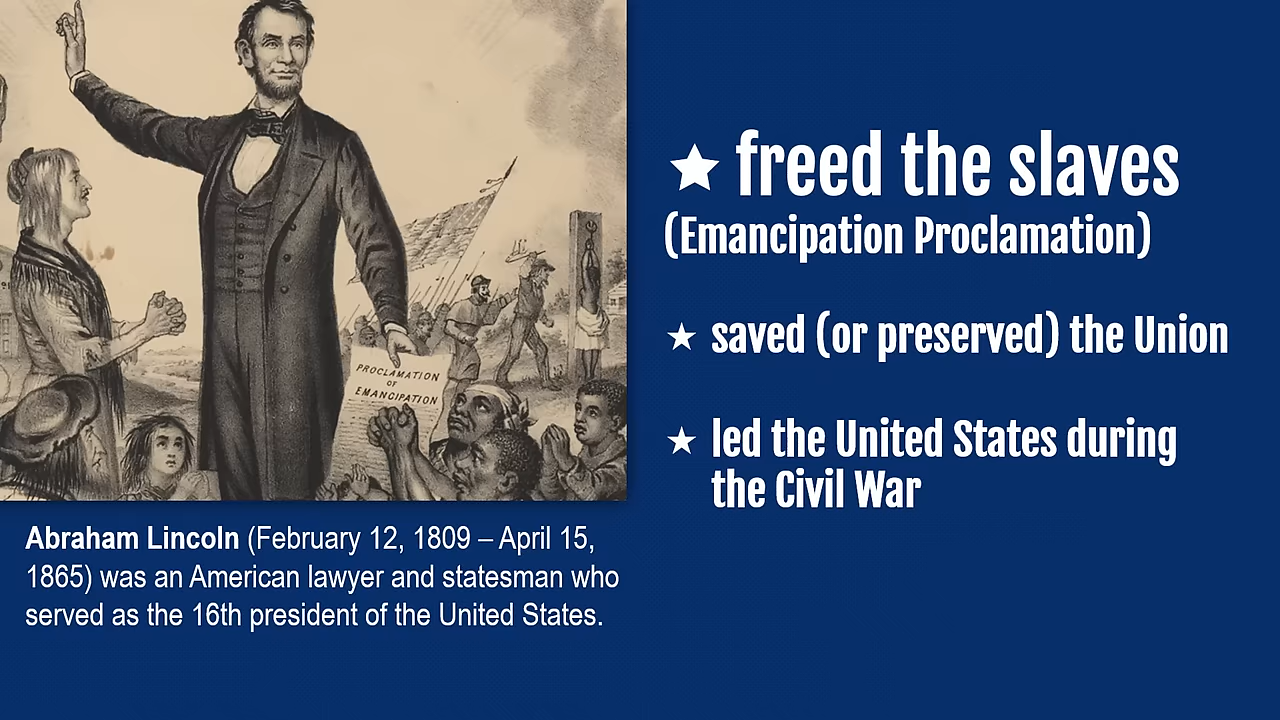 PROCLAMATION
OF
EMANCIPATION
Abraham Lincoln (February 12, 1809 – April 15,
1865) was an American lawyer and statesman who
served as the 16th president of the United States.
★ freed the slaves
(Emancipation Proclamation)
★ saved (or preserved) the Union
★ led the United States during
the Civil War